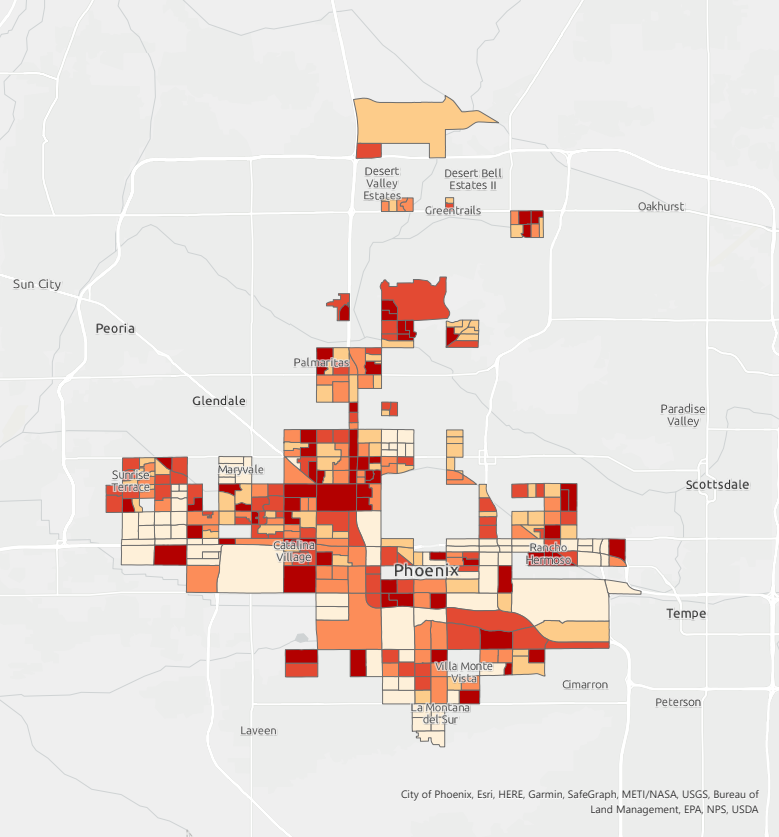 Desert
Valley
Estates
Desert Bell
Estates II
Greentrails
Oakhurst
Sun City
Peoria
Palmaritas
Glendale
Paradise
Valley
Maryvale
Sunrise
Terrace
Scottsdale
Catalina
Village
Rancho
Hermoso
Phoenix
Tempe
Villa Monte
Vista
Cimarron
Peterson
La Montana
del Sur
Laveen
City of Phoenix, Esri, HERE, Garmin, SafeGraph, METI/NASA, USGS, Bureau of
Land Management, EPA, NPS, USDA